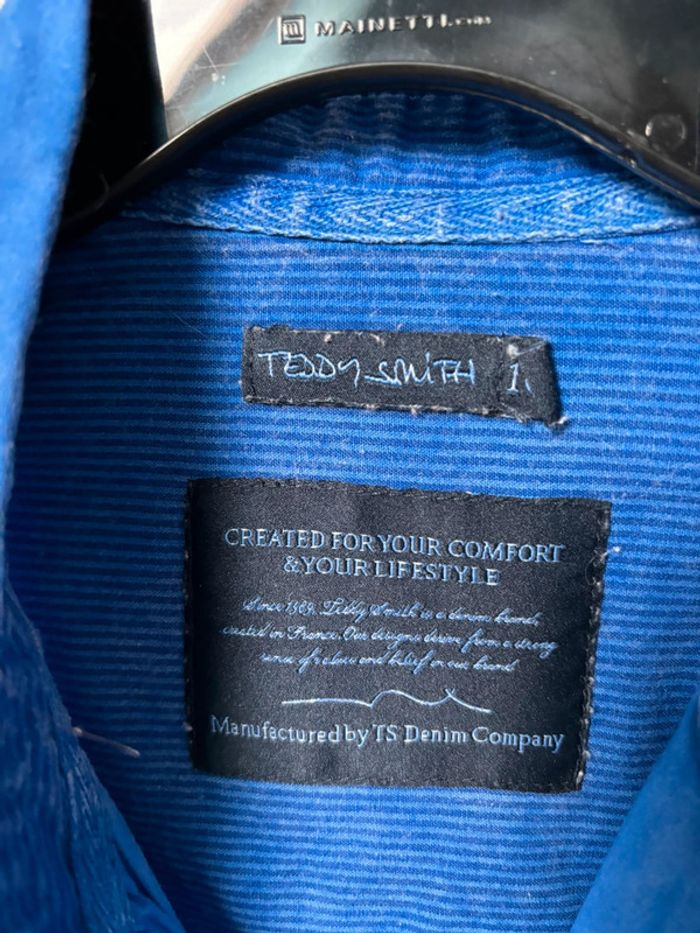 MAINETTI.COM
TEDDY SMITH 1.
CREATED FOR YOUR COMFORT
& YOUR LIFESTYLE
Since 1989. Teddy Smith is a denim brand,
created in France. Our designs derive from a strong
sense of values and belief in our brand
Manufactured by TS Denim Company